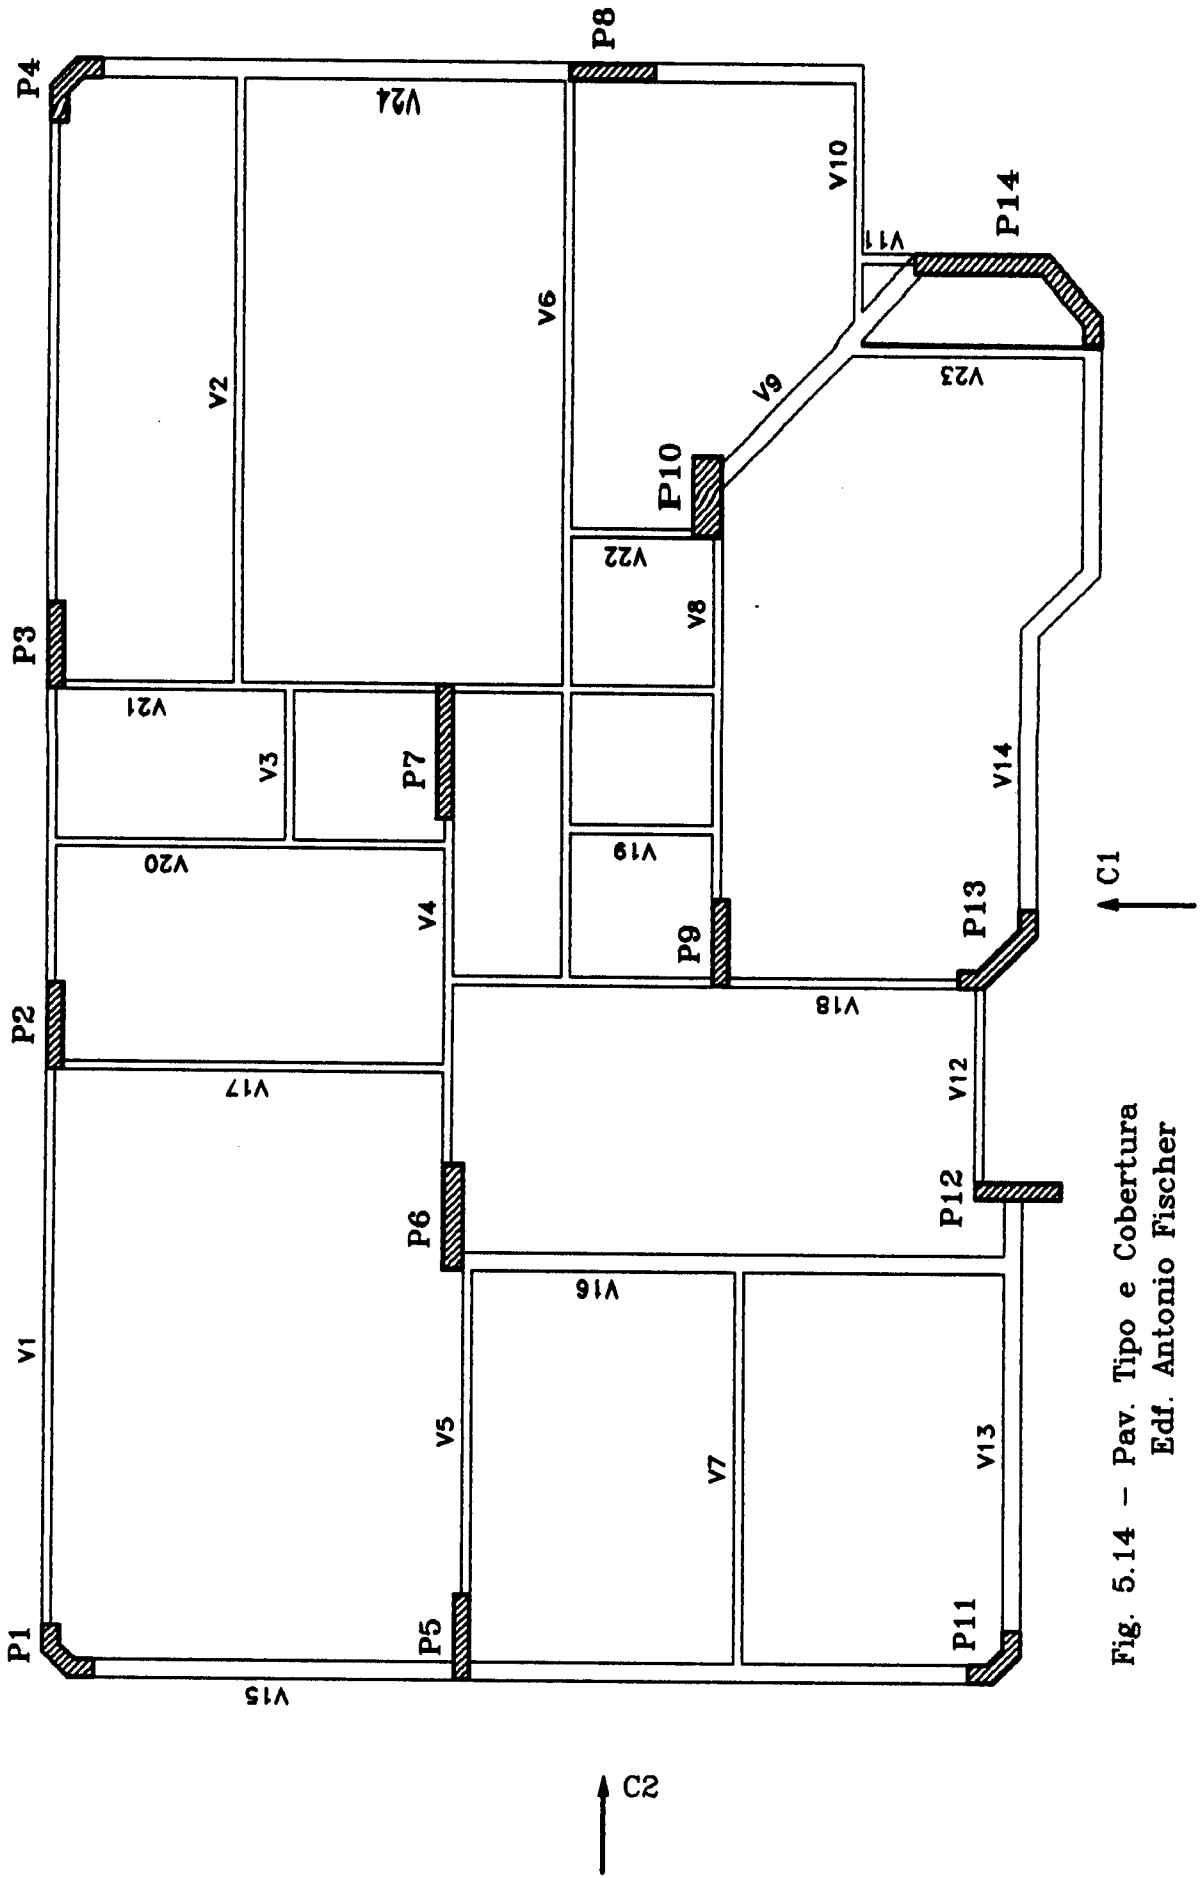 P1
V1
P2
P3
P4
V15
V17
V20
V21
V3
V2
V24
P8
P5
V5
P6
V4
P7
V6
V16
V7
P9
V19
V8
V22
P10
V9
V10
V11
P14
V18
V23
P11
V13
P12
V12
P13
V14
C1
C2
Fig. 5.14 - Pav. Tipo e Cobertura
Edf. Antonio Fischer